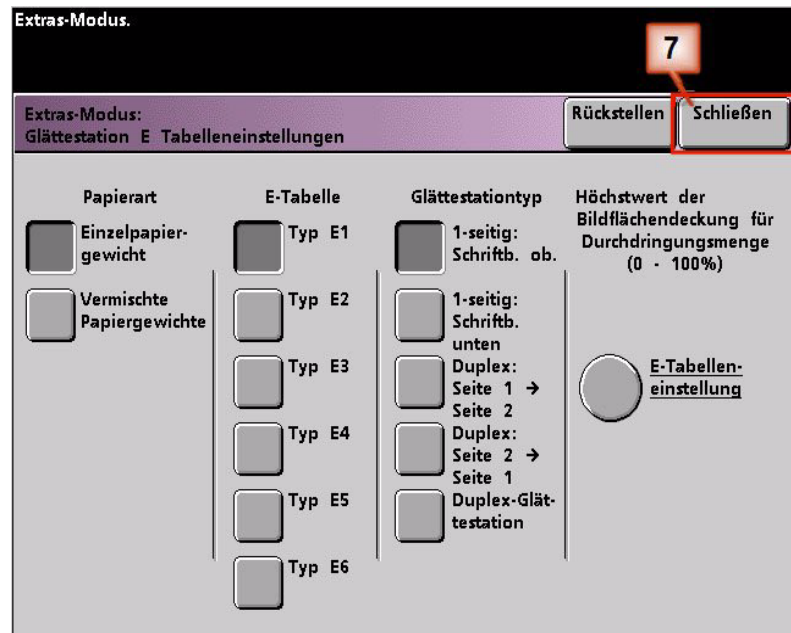 Extras-Modus.
7
Extras-Modus:
Glättestation E Tabelleneinstellungen
Rückstellen
Schließen
Papierart
Einzelpapier-
gewicht
Vermischte
Papiergewichte
E-Tabelle
Typ E1
Typ E2
Typ E3
Typ E4
Typ E5
Typ E6
Glättestationtyp
1-seitig:
Schriftb. ob.
1-seitig:
Schriftb.
unten
Duplex:
Seite 1 →
Seite 2
Duplex:
Seite 2 →
Seite 1
Duplex-Glät-
testation
Höchstwert der
Bildflächendeckung für
Durchdringungsmenge
(0 - 100%)
E-Tabellen-
einstellung